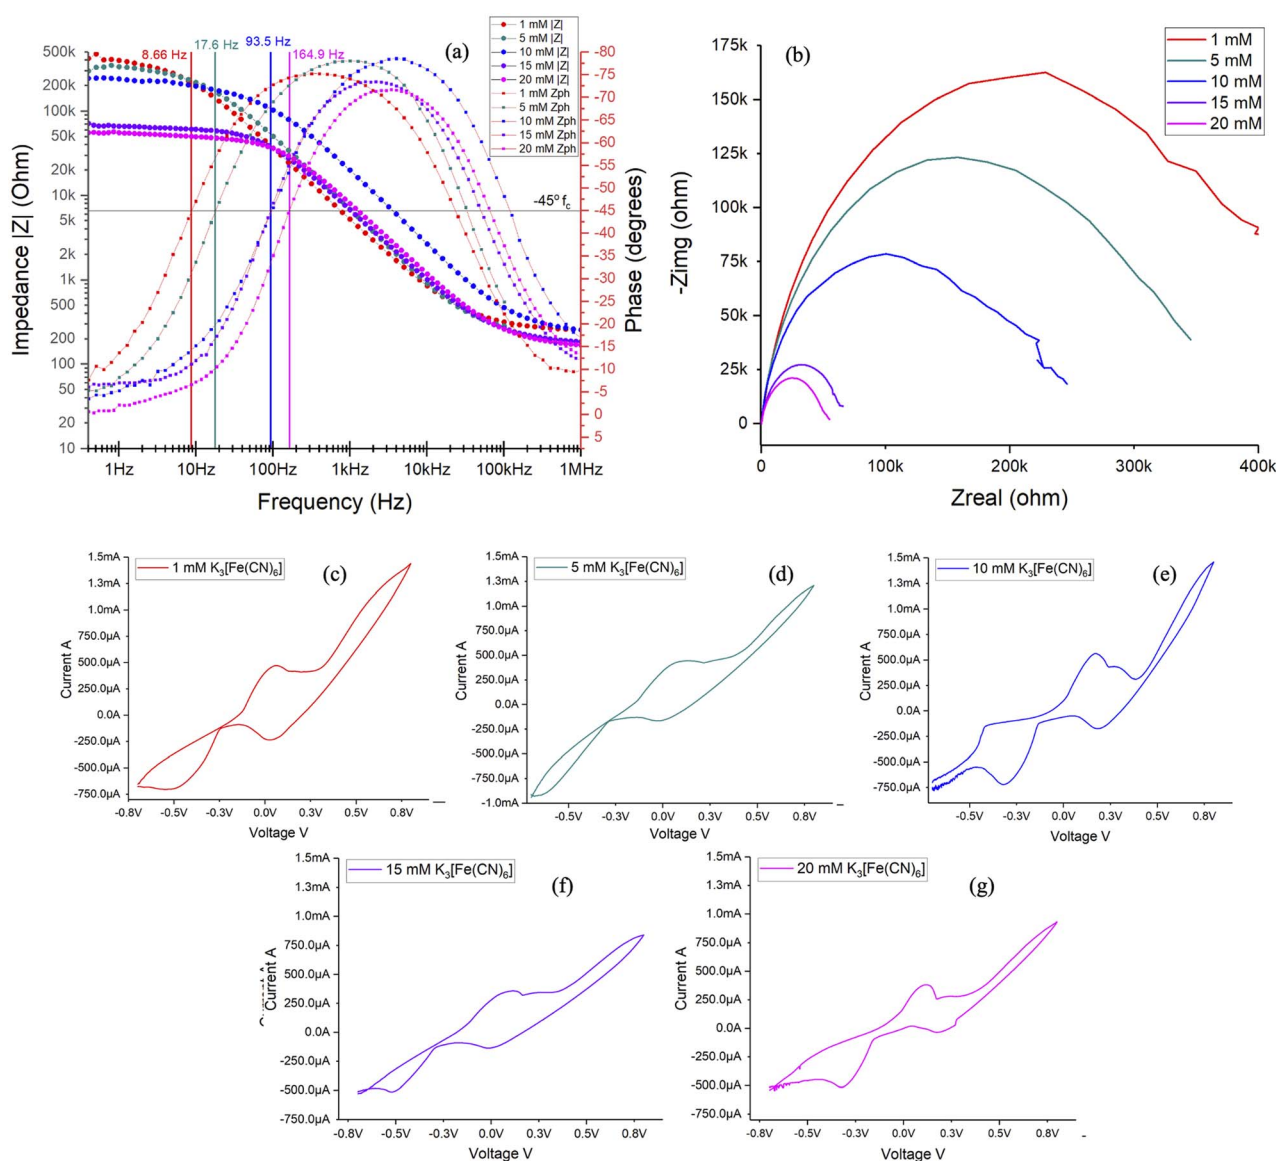 1 mM |Z|
5 mM |Z|
10 mM |Z|
15 mM |Z|
20 mM |Z|
1 mM Zph
5 mM Zph
10 mM Zph
15 mM Zph
20 mM Zph
(a)
8.66 Hz
17.6 Hz
93.5 Hz
164.9 Hz
-45º fc
500k
200k
100k
50k
20k
10k
5k
2k
1k
500
200
100
50
20
10
Impedance |Z| (Ohm)
-80
-75
-70
-65
-60
-55
-50
-45
-40
-35
-30
-25
-20
-15
-10
-5
0
5
Phase (degrees)
1Hz
10Hz
100Hz
1kHz
10kHz
100kHz
1MHz
Frequency (Hz)
(b)
1 mM
5 mM
10 mM
15 mM
20 mM
175k
150k
125k
100k
75k
50k
25k
0
-Zimg (ohm)
0
100k
200k
300k
400k
Zreal (ohm)
1 mM K3[Fe(CN)6]
(c)
1.5mA
1.3mA
1.0mA
750.0µA
500.0µA
250.0µA
0.0A
-250.0µA
-500.0µA
-750.0µA
Current A
-0.8V
-0.5V
-0.3V
0.0V
0.3V
0.5V
0.8V
Voltage V
5 mM K3[Fe(CN)6]
(d)
1.5mA
1.3mA
1.0mA
750.0µA
500.0µA
250.0µA
0.0A
-250.0µA
-500.0µA
-750.0µA
-1.0mA
Current A
-0.5V
-0.3V
0.0V
0.3V
0.5V
0.8V
Voltage V
10 mM K3[Fe(CN)6]
(e)
1.5mA
1.3mA
1.0mA
750.0µA
500.0µA
250.0µA
0.0A
-250.0µA
-500.0µA
-750.0µA
Current A
-0.5V
-0.3V
0.0V
0.3V
0.5V
0.8V
Voltage V
15 mM K3[Fe(CN)6]
(f)
1.5mA
1.3mA
1.0mA
750.0µA
500.0µA
250.0µA
0.0A
-250.0µA
-500.0µA
-750.0µA
Current A
-0.8V
-0.5V
-0.3V
0.0V
0.3V
0.5V
0.8V
Voltage V
20 mM K3[Fe(CN)6]
(g)
1.5mA
1.3mA
1.0mA
750.0µA
500.0µA
250.0µA
0.0A
-250.0µA
-500.0µA
-750.0µA
Current A
-0.8V
-0.5V
-0.3V
0.0V
0.3V
0.5V
0.8V
Voltage V